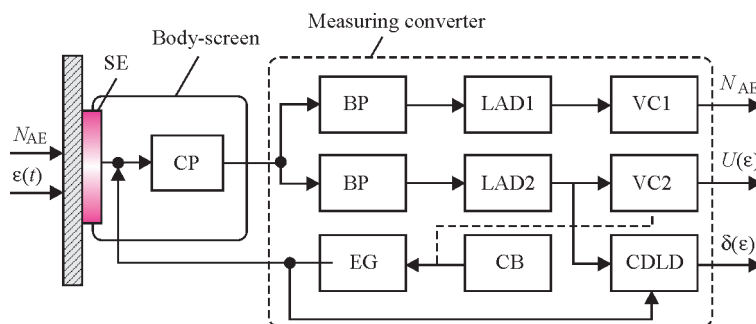 Measuring converter
Body-screen
SE
N_AE
BP
LAD1
VC1
N_AE
CP
ε(t)
BP
LAD2
VC2
U(ε)
EG
CB
CDLD
δ(ε)